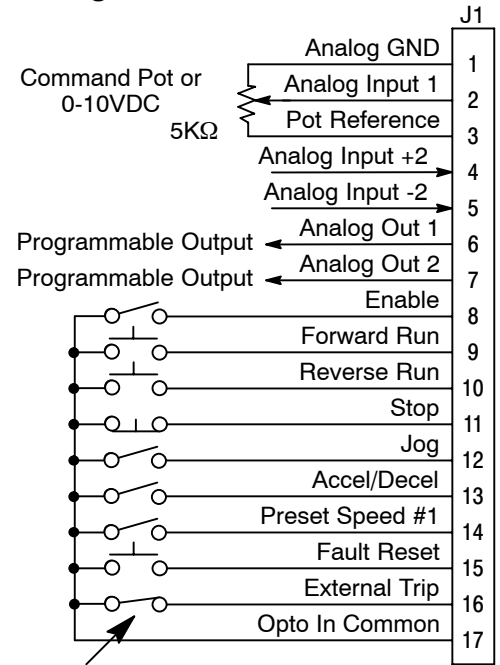 J1
Analog GND 1
Command Pot or
0-10VDC
5KΩ
Analog Input 1 2
Pot Reference 3
Analog Input +2 4
Analog Input -2 5
Programmable Output Analog Out 1 6
Programmable Output Analog Out 2 7
Enable 8
Forward Run 9
Reverse Run 10
Stop 11
Jog 12
Accel/Decel 13
Preset Speed #1 14
Fault Reset 15
External Trip 16
Opto In Common 17